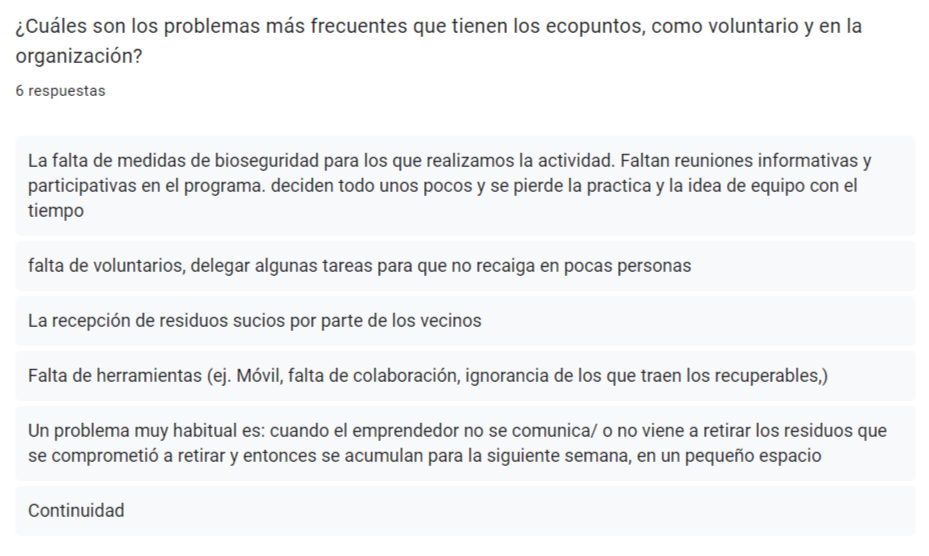 ¿Cuáles son los problemas más frecuentes que tienen los ecopuntos, como voluntario y en la
organización?
6 respuestas
La falta de medidas de bioseguridad para los que realizamos la actividad. Faltan reuniones informativas y
participativas en el programa. deciden todo unos pocos y se pierde la practica y la idea de equipo con el
tiempo
falta de voluntarios, delegar algunas tareas para que no recaiga en pocas personas
La recepción de residuos sucios por parte de los vecinos
Falta de herramientas (ej. Móvil, falta de colaboración, ignorancia de los que traen los recuperables,)
Un problema muy habitual es: cuando el emprendedor no se comunica/ o no viene a retirar los residuos que
se comprometió a retirar y entonces se acumulan para la siguiente semana, en un pequeño espacio
Continuidad